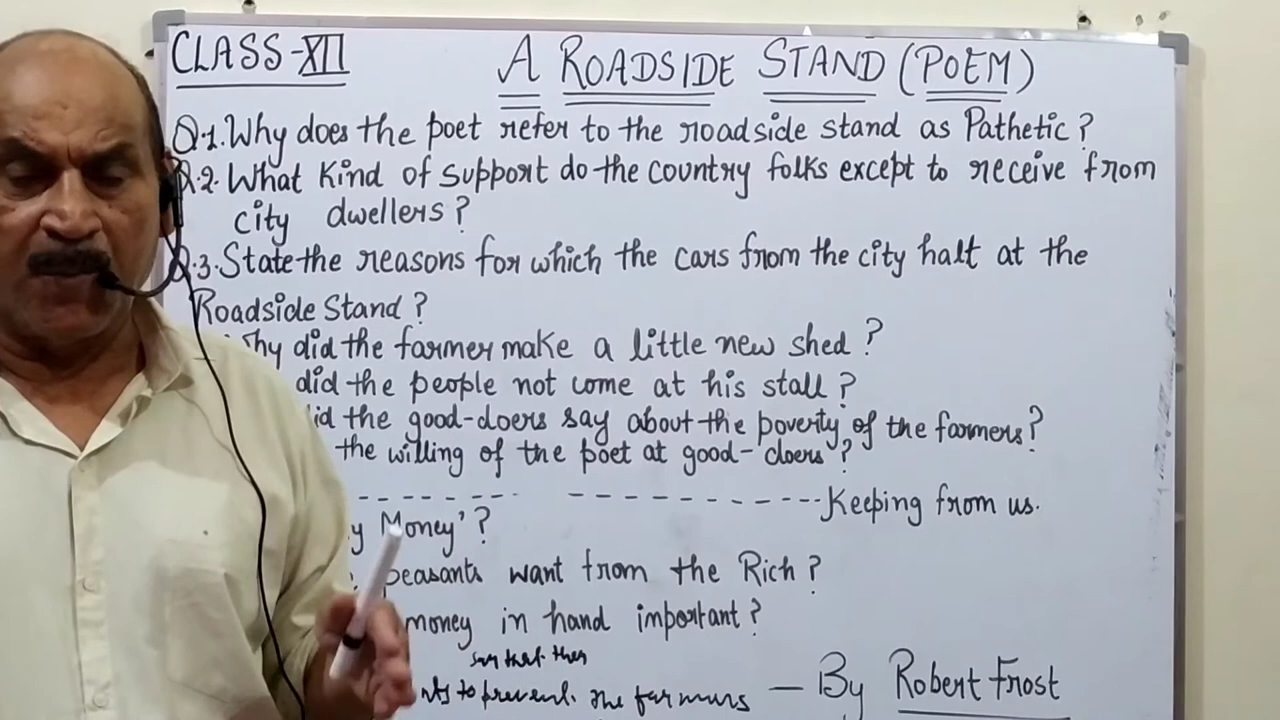 CLASS-XII
A ROADSIDE STAND (POEM)
Q.1. Why does the poet refer to the roadside stand as Pathetic?
Q.2. What Kind of support do the country folks except to receive from
city dwellers?
Q.3. State the reasons for which the cars from the city halt at the
Roadside Stand?
did the farmer make a little new shed?
did the people not come at his stall?
the good-doers say about the poverty of the farmers?
the willing of the poet at good-doers?
--- Keeping from us.
Money'?
peasants want from the Rich?
money in hand important?
to prevent the farmers
— By Robert Frost